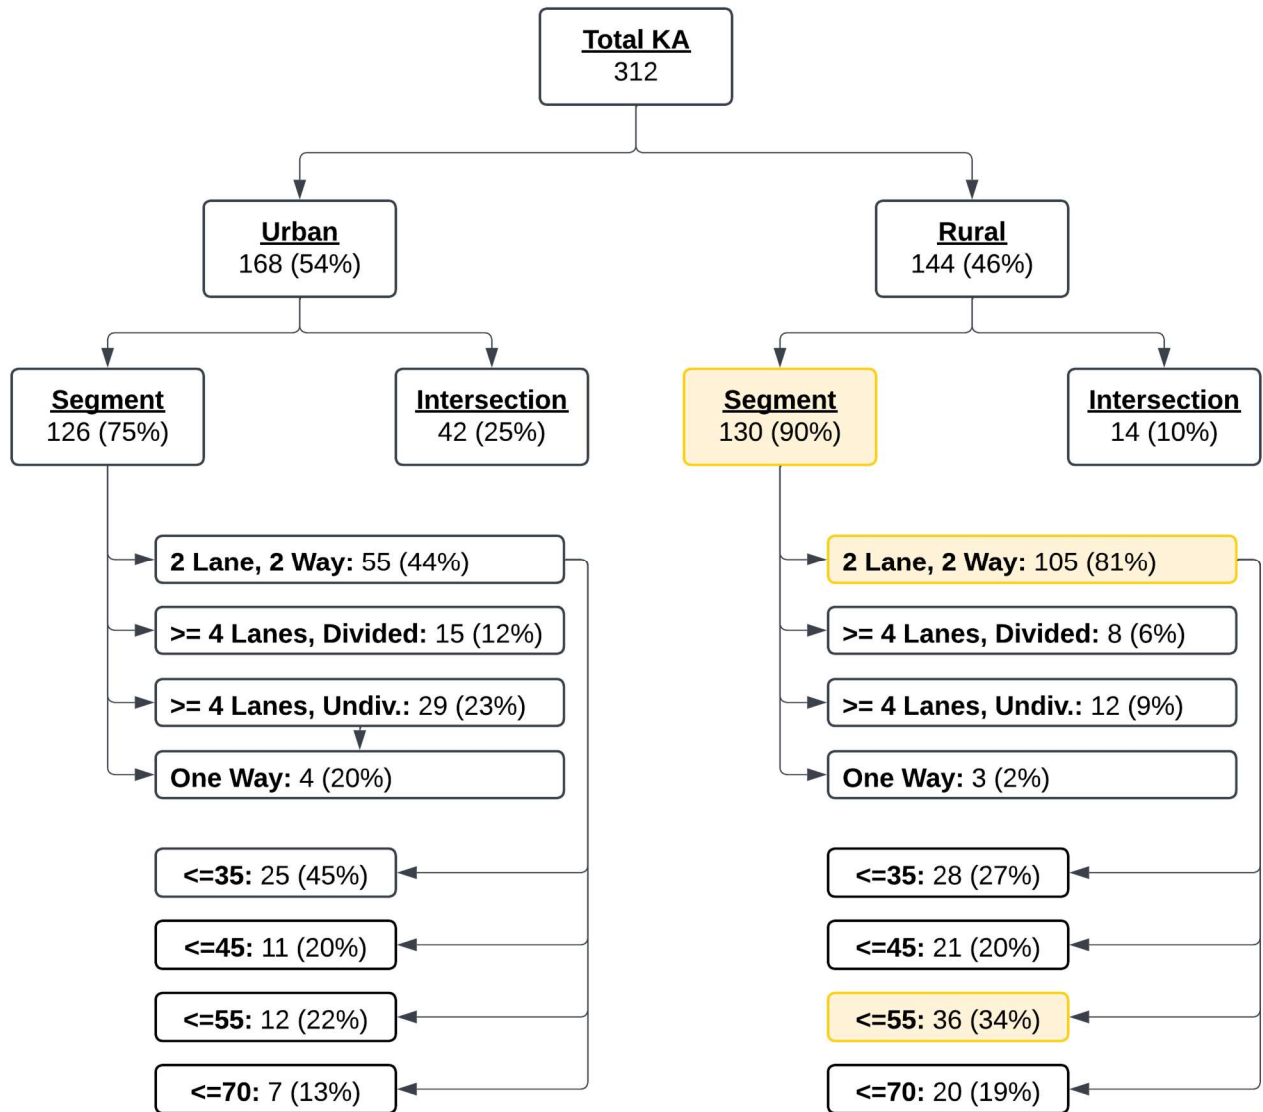 Total KA
312
Urban
168 (54%)
Rural
144 (46%)
Segment
126 (75%)
Intersection
42 (25%)
Segment
130 (90%)
Intersection
14 (10%)
2 Lane, 2 Way: 55 (44%)
>= 4 Lanes, Divided: 15 (12%)
>= 4 Lanes, Undiv.: 29 (23%)
One Way: 4 (20%)
<=35: 25 (45%)
<=45: 11 (20%)
<=55: 12 (22%)
<=70: 7 (13%)
2 Lane, 2 Way: 105 (81%)
>= 4 Lanes, Divided: 8 (6%)
>= 4 Lanes, Undiv.: 12 (9%)
One Way: 3 (2%)
<=35: 28 (27%)
<=45: 21 (20%)
<=55: 36 (34%)
<=70: 20 (19%)